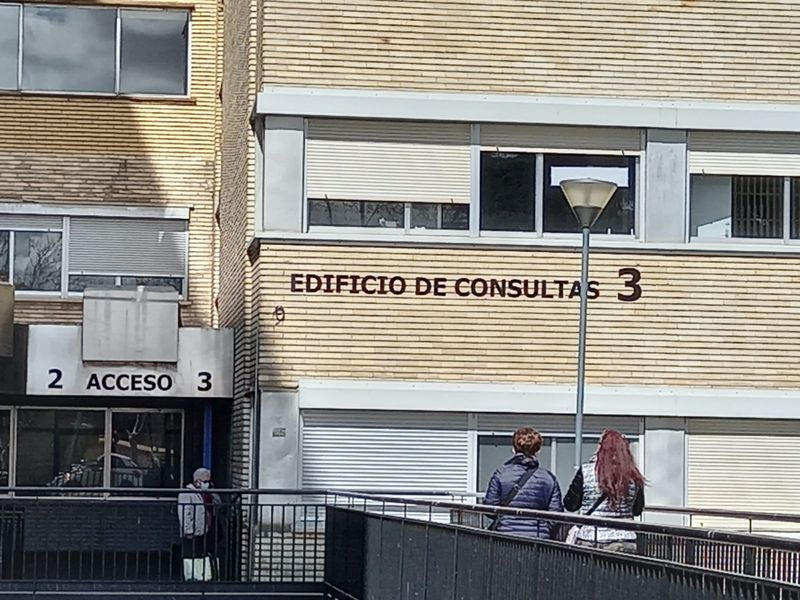 EDIFICIO DE CONSULTAS 3
2 ACCESO 3